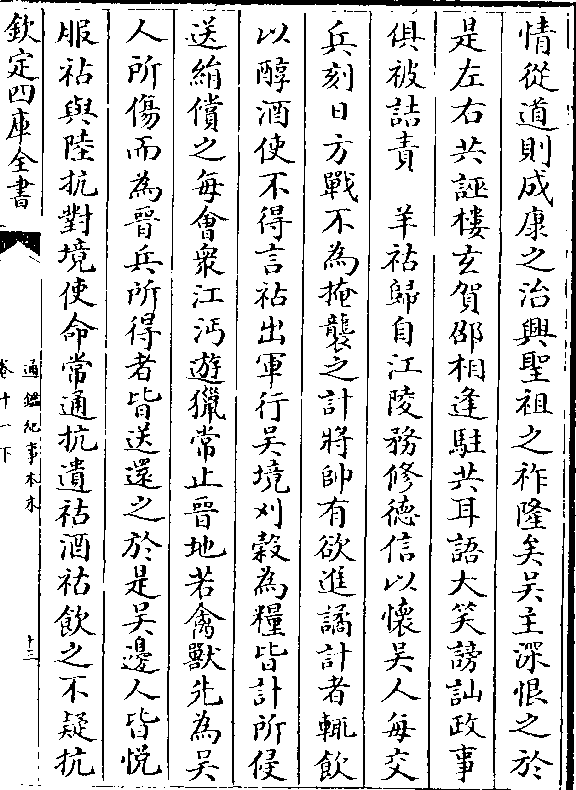 情從道則成康之治興聖祖之祚隆矣吴主深恨之於
是左右共誣樓玄賀邵相逢駐共耳語大笑謗訕政事
俱被詰責　羊祜歸自江陵務修徳信以懷吴人每交
兵刻日方戰不為掩襲之計將帥有欲進譎計者輒飲
以醇酒使不得言祜出軍行吴境刈榖為糧皆計所侵
送絹償之每會衆江沔遊獵常止晉地若禽獸先為吴
人所傷而為晉兵所得者皆送還之於是吴邊人皆悦
服祜與陸抗對境使命常通抗遺祜酒祜飲之不疑抗
欽定四庫全書
通鑑紀事本末
卷十一下
十三